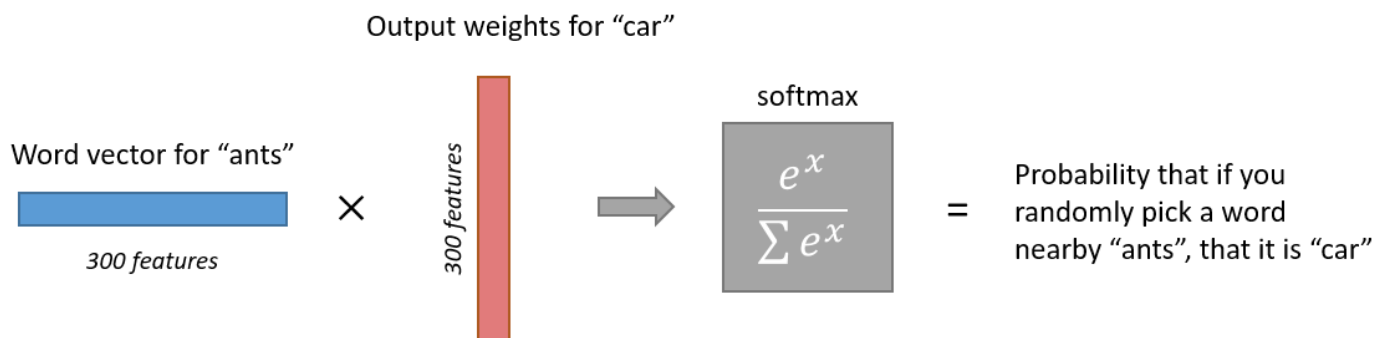 Output weights for “car”
softmax
Word vector for “ants”
300 features
×
300 features
e^x
∑ e^x
=
Probability that if you
randomly pick a word
nearby “ants”, that it is “car”